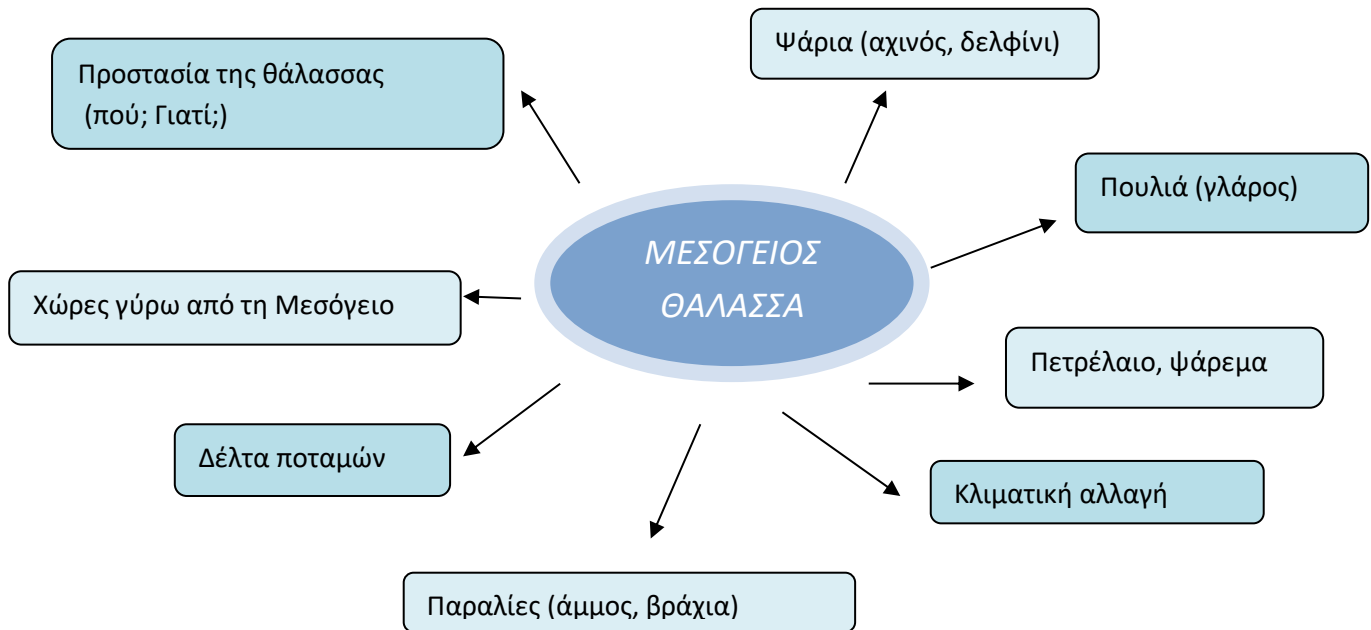 Ψάρια (αχινός, δελφίνι)
Προστασία της θάλασσας
(πού; Γιατί;)
Πουλιά (γλάρος)
ΜΕΣΟΓΕΙΟΣ
ΘΑΛΑΣΣΑ
Χώρες γύρω από τη Μεσόγειο
Πετρέλαιο, ψάρεμα
Δέλτα ποταμών
Κλιματική αλλαγή
Παραλίες (άμμος, βράχια)